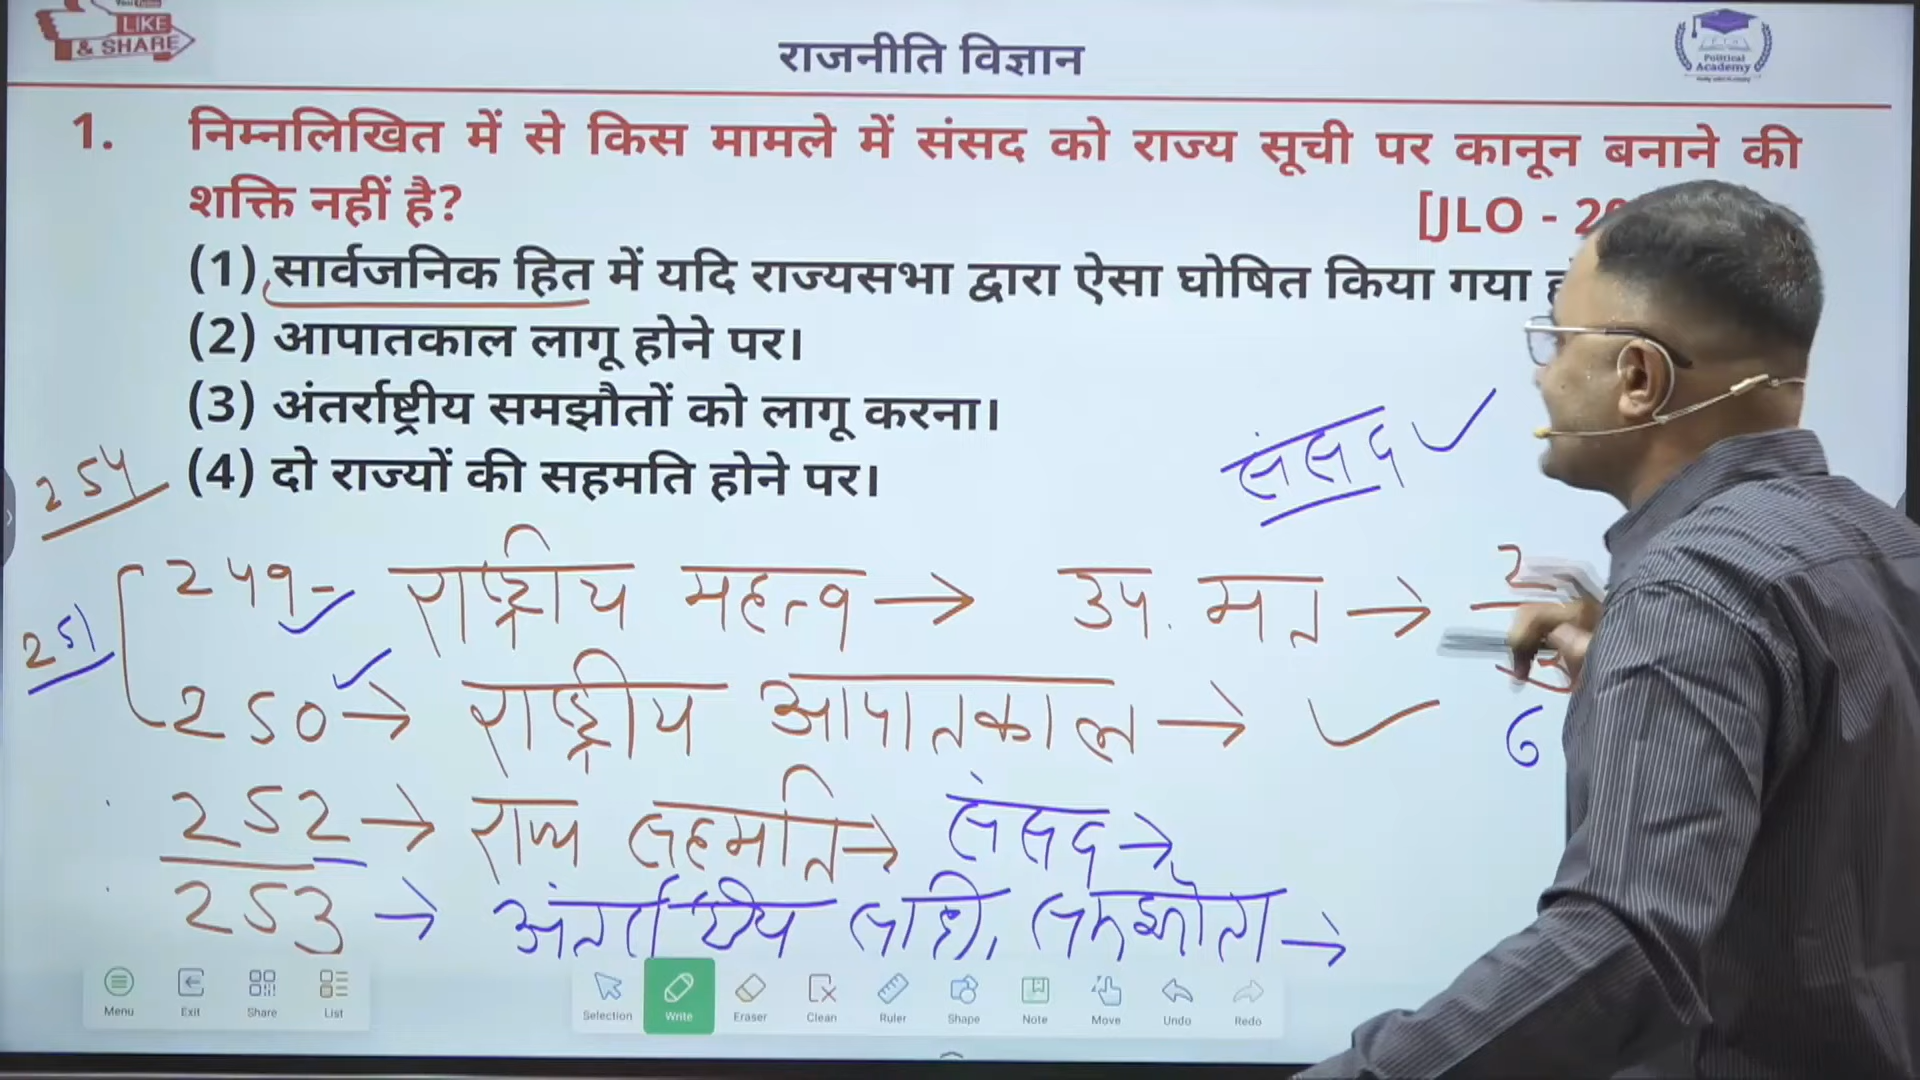 YouTube
LIKE
& SHARE
राजनीति विज्ञान
Political
Academy
1. निम्नलिखित में से किस मामले में संसद को राज्य सूची पर कानून बनाने की
शक्ति नहीं है? [JLO - 20
(1) सार्वजनिक हित में यदि राज्यसभा द्वारा ऐसा घोषित किया गया
(2) आपातकाल लागू होने पर।
(3) अंतर्राष्ट्रीय समझौतों को लागू करना।
(4) दो राज्यों की सहमति होने पर।
संसद ✓
254
249 - राष्ट्रीय महत्व → उप. मत → 2
251
250 → राष्ट्रीय आपातकाल → ✓ 6
252 → राज्य सहमति → संसद →
253 → अंतर्राष्ट्रीय संधि, समझौता →
Menu Exit Share List Selection Write Eraser Clean Ruler Shape Note Move Undo Redo